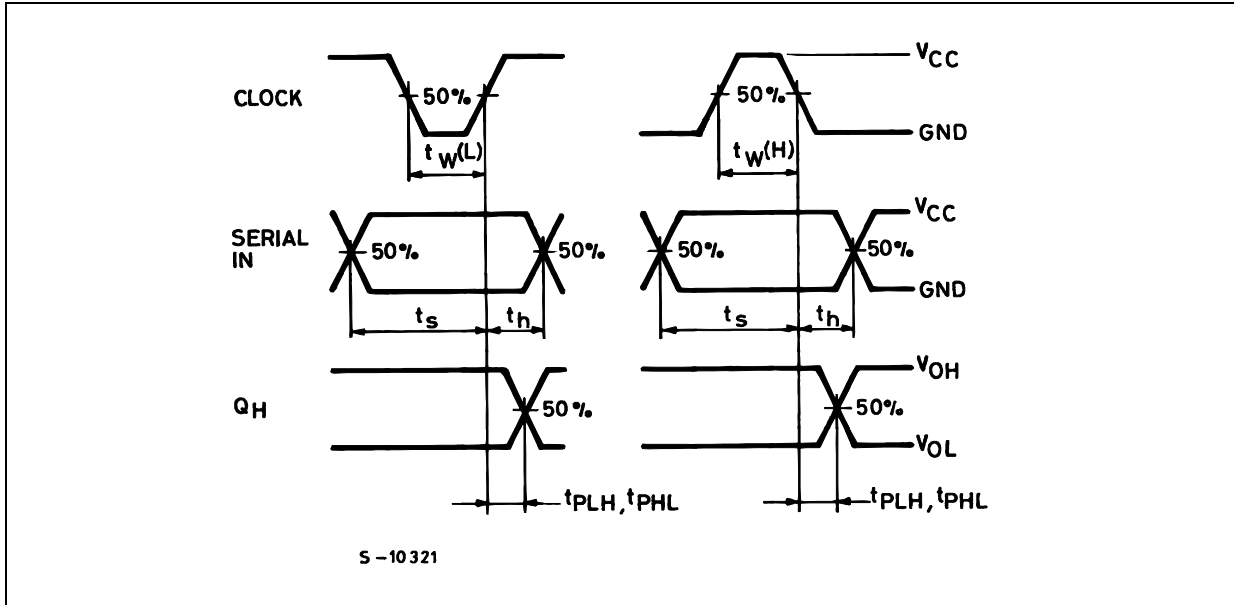 CLOCK
50%
50%
VCC
GND
tW(L)
tW(H)
SERIAL
IN
50%
50%
50%
50%
VCC
GND
ts
th
ts
th
QH
50%
50%
VOH
VOL
tPLH,tPHL
tPLH,tPHL
S-10321